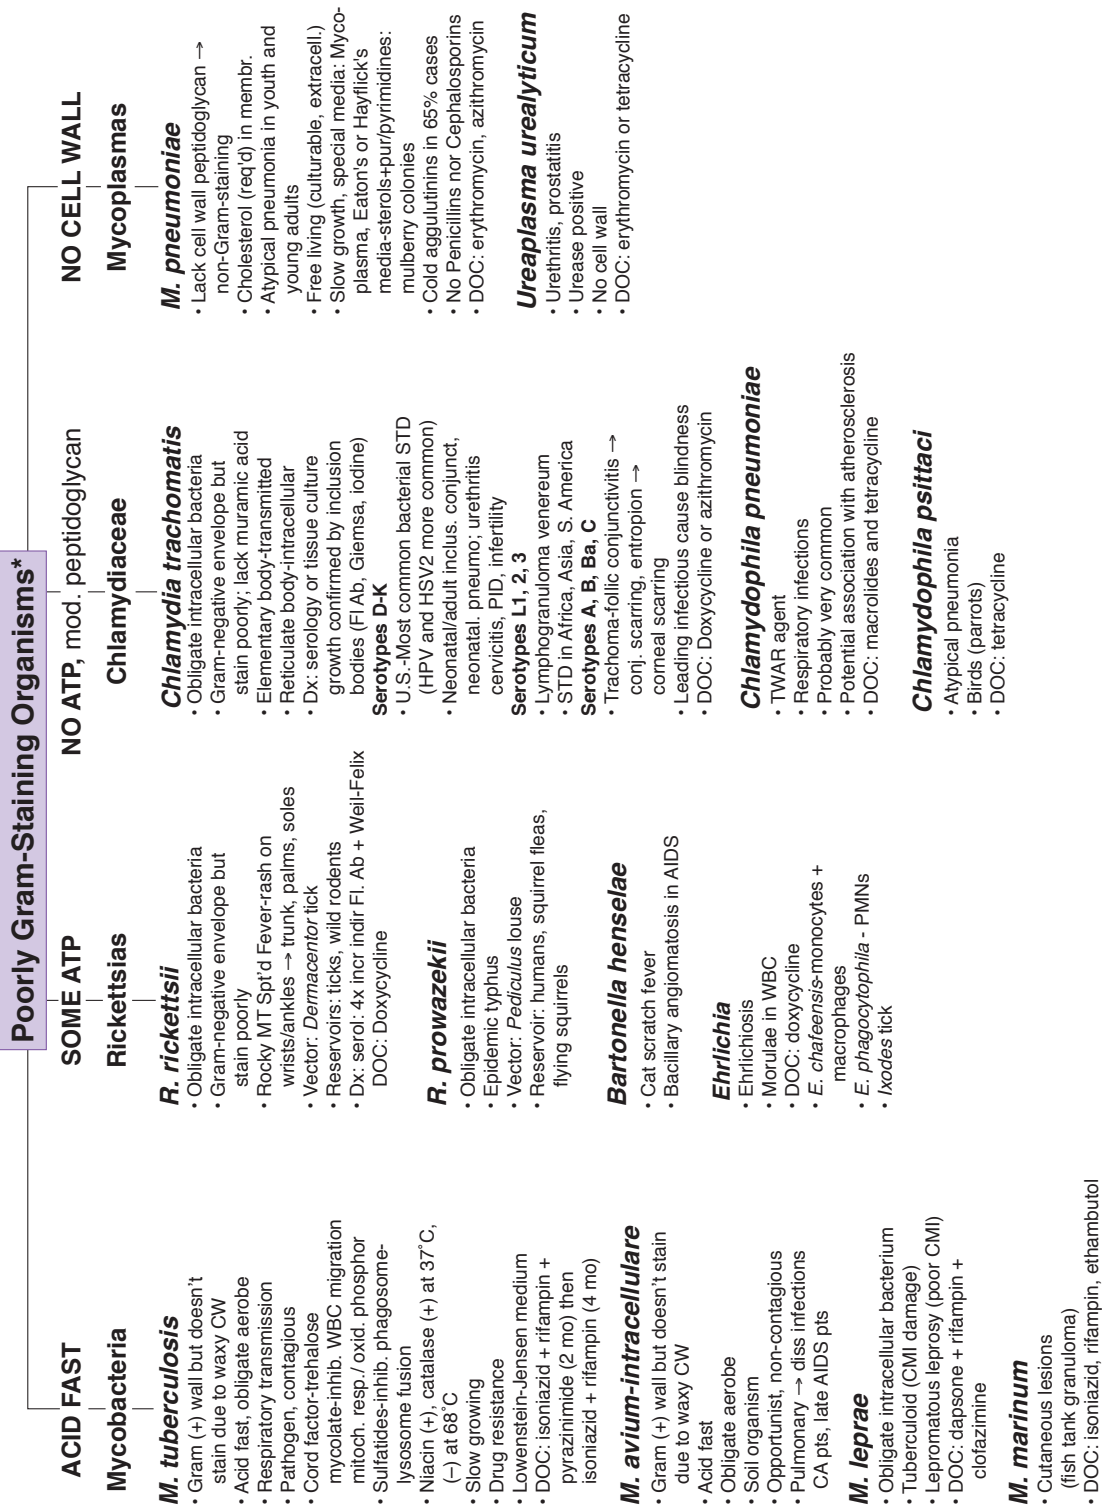 Poorly Gram-Staining Organisms*
ACID FAST
Mycobacteria
M. tuberculosis
• Gram (+) wall but doesn't
stain due to waxy CW
• Acid fast, obligate aerobe
• Respiratory transmission
• Pathogen, contagious
• Cord factor-trehalose
mycolate-inhib. WBC migration
mitoch. resp./ oxid. phosphor
• Sulfatides-inhib. phagosome-
lysosome fusion
• Niacin (+), catalase (+) at 37˚C,
(–) at 68˚C
• Slow growing
• Drug resistance
• Lowenstein-Jensen medium
• DOC: isoniazid + rifampin +
pyrazinimide (2 mo) then
isoniazid + rifampin (4 mo)
M. avium-intracellulare
• Gram (+) wall but doesn't stain
due to waxy CW
• Acid fast
• Obligate aerobe
• Soil organism
• Opportunist, non-contagious
• Pulmonary → diss infections
CA pts, late AIDS pts
M. leprae
• Obligate intracellular bacterium
• Tuberculoid (CMI damage)
• Lepromatous leprosy (poor CMI)
• DOC: dapsone + rifampin +
clofazimine
M. marinum
• Cutaneous lesions
(fish tank granuloma)
• DOC: isoniazid, rifampin, ethambutol
SOME ATP
Rickettsias
R. rickettsii
• Obligate intracellular bacteria
• Gram-negative envelope but
stain poorly
• Rocky MT Spt'd Fever-rash on
wrists/ankles → trunk, palms, soles
• Vector: Dermacentor tick
• Reservoirs: ticks, wild rodents
• Dx: serol: 4x incr indir Fl. Ab + Weil-Felix
DOC: Doxycycline
R. prowazekii
• Obligate intracellular bacteria
• Epidemic typhus
• Vector: Pediculus louse
• Reservoir: humans, squirrel fleas,
flying squirrels
Bartonella henselae
• Cat scratch fever
• Bacillary angiomatosis in AIDS
Ehrlichia
• Ehrlichiosis
• Morulae in WBC
• DOC: doxycycline
• E. chafeensis-monocytes +
macrophages
• E. phagocytophila - PMNs
• Ixodes tick
NO ATP, mod. peptidoglycan
Chlamydiaceae
Chlamydia trachomatis
• Obligate intracellular bacteria
• Gram-negative envelope but
stain poorly; lack muramic acid
• Elementary body-transmitted
• Reticulate body-intracellular
• Dx: serology or tissue culture
growth confirmed by inclusion
bodies (Fl Ab, Giemsa, iodine)
Serotypes D-K
• U.S.-Most common bacterial STD
(HPV and HSV2 more common)
• Neonatal/adult inclus. conjunct,
neonatal. pneumo; urethritis
cervicitis, PID, infertility
Serotypes L1, 2, 3
• Lymphogranuloma venereum
• STD in Africa, Asia, S. America
Serotypes A, B, Ba, C
• Trachoma-follic conjunctivitis →
conj. scarring, entropion →
corneal scarring
• Leading infectious cause blindness
• DOC: Doxycycline or azithromycin
Chlamydophila pneumoniae
• TWAR agent
• Respiratory infections
• Probably very common
• Potential association with atherosclerosis
• DOC: macrolides and tetracycline
Chlamydophila psittaci
• Atypical pneumonia
• Birds (parrots)
• DOC: tetracycline
NO CELL WALL
Mycoplasmas
M. pneumoniae
• Lack cell wall peptidoglycan →
non-Gram-staining
• Cholesterol (req'd) in membr.
• Atypical pneumonia in youth and
young adults
• Free living (culturable, extracell.)
• Slow growth, special media: Myco-
plasma, Eaton's or Hayflick's
media-sterols+pur/pyrimidines:
mulberry colonies
• Cold aggulutinins in 65% cases
• No Penicillins nor Cephalosporins
• DOC: erythromycin, azithromycin
Ureaplasma urealyticum
• Urethritis, prostatitis
• Urease positive
• No cell wall
• DOC: erythromycin or tetracycline